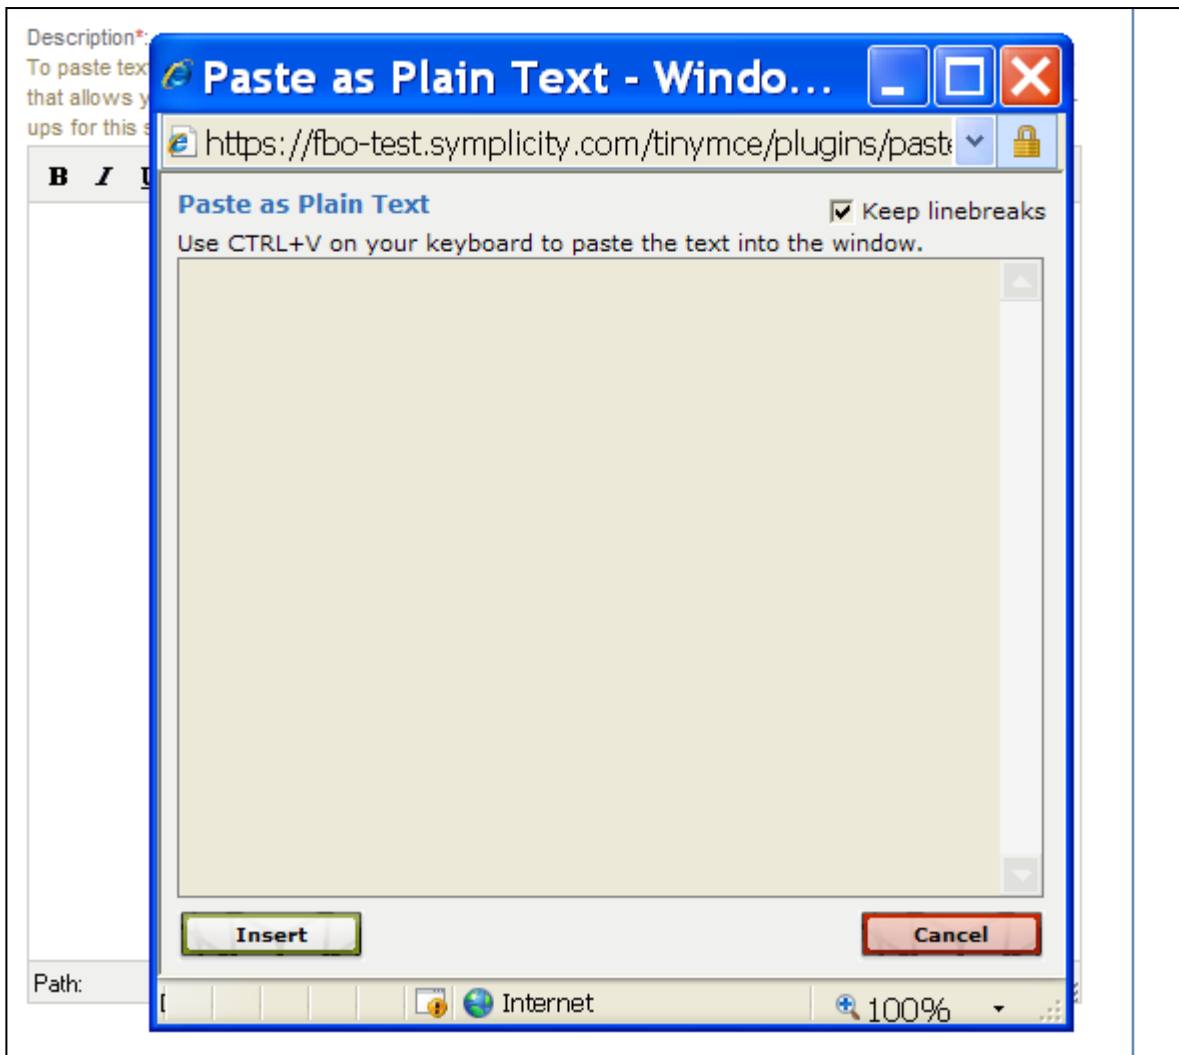 Description*:
To paste tex
that allows y
ups for this s
B I U
Path:
Paste as Plain Text - Windo...
https://fbo-test.symplicity.com/tinymce/plugins/past
Paste as Plain Text
Keep linebreaks
Use CTRL+V on your keyboard to paste the text into the window.
Insert
Cancel
Internet
100%